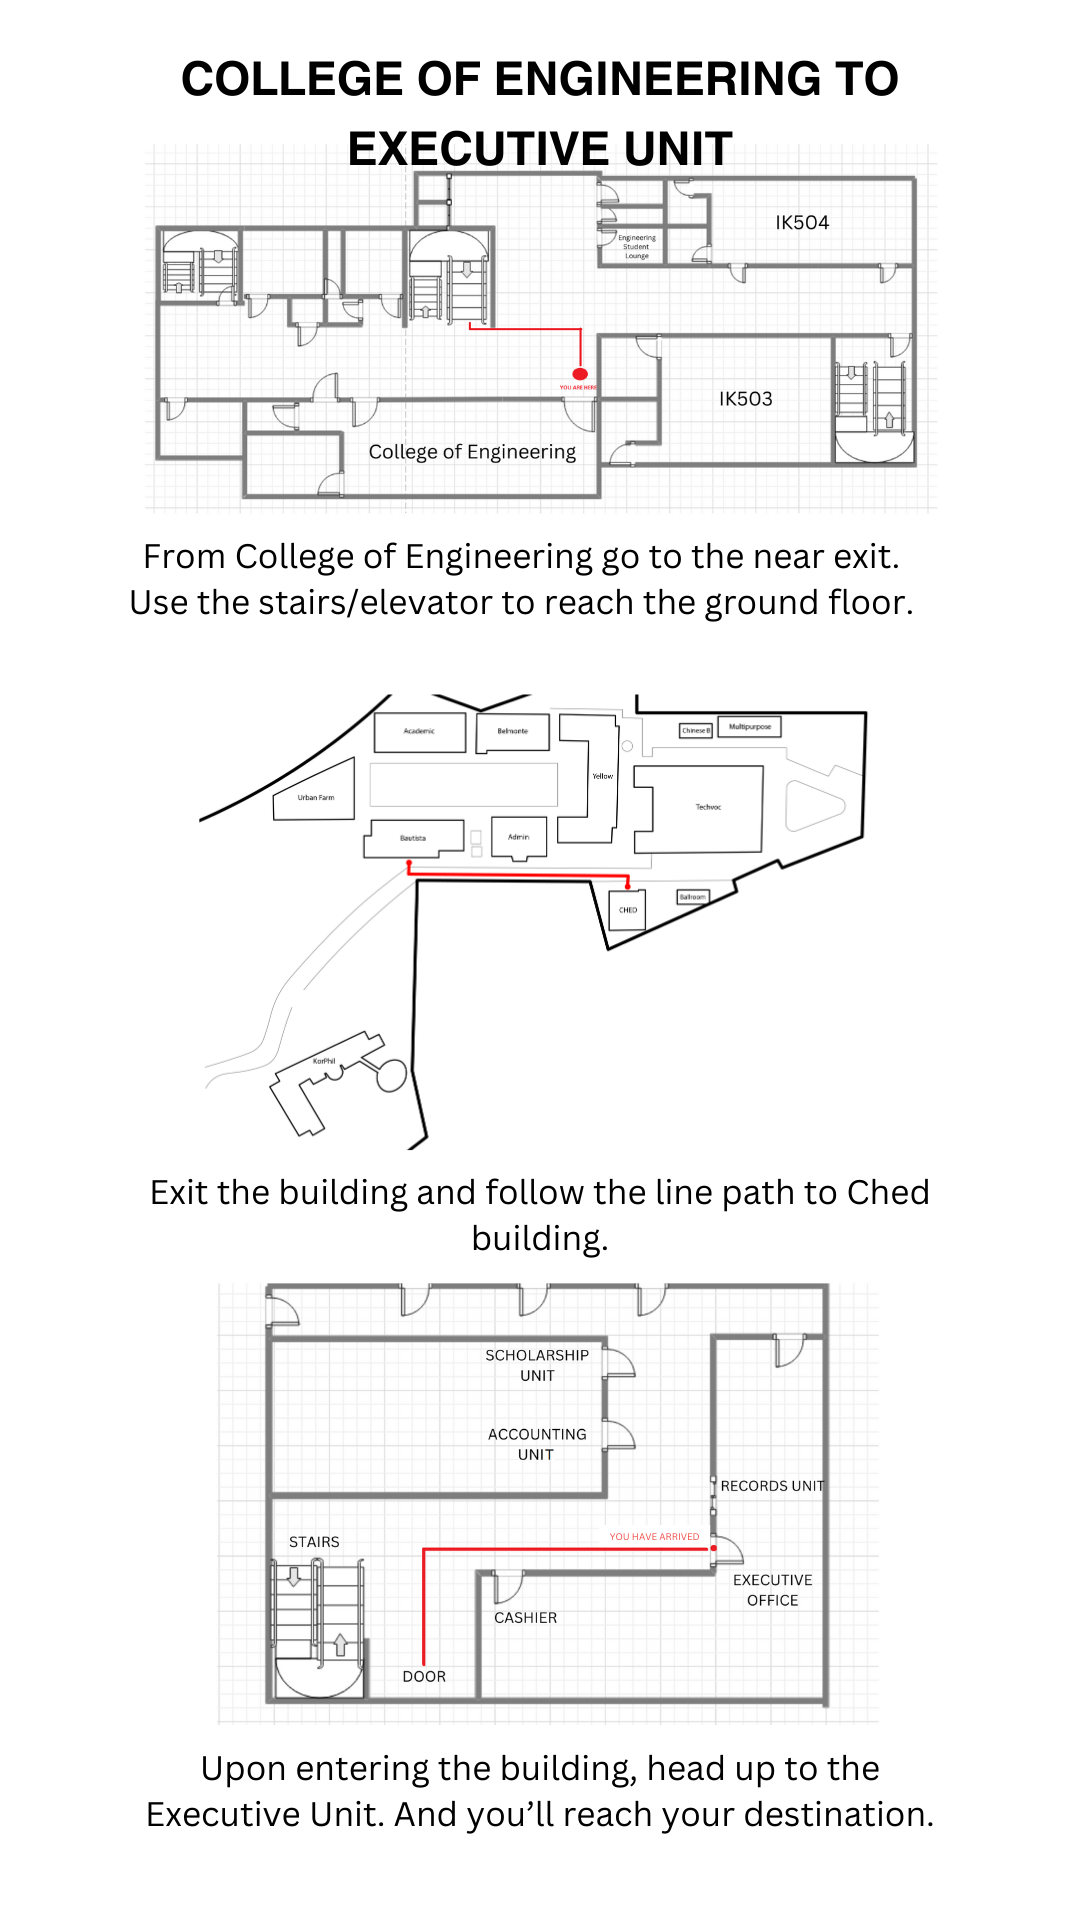 COLLEGE OF ENGINEERING TO
EXECUTIVE UNIT
IK504
Engineering
Student
Lounge
YOU ARE HERE
IK503
College of Engineering
From College of Engineering go to the near exit.
Use the stairs/elevator to reach the ground floor.
Academic
Belmonte
Chinese B
Multipurpose
Yellow
Urban Farm
Techvoc
Bautista
Admin
CHED
Ballroom
KorPhil
Exit the building and follow the line path to Ched
building.
SCHOLARSHIP
UNIT
ACCOUNTING
UNIT
RECORDS UNIT
YOU HAVE ARRIVED
STAIRS
EXECUTIVE
OFFICE
CASHIER
DOOR
Upon entering the building, head up to the
Executive Unit. And you’ll reach your destination.